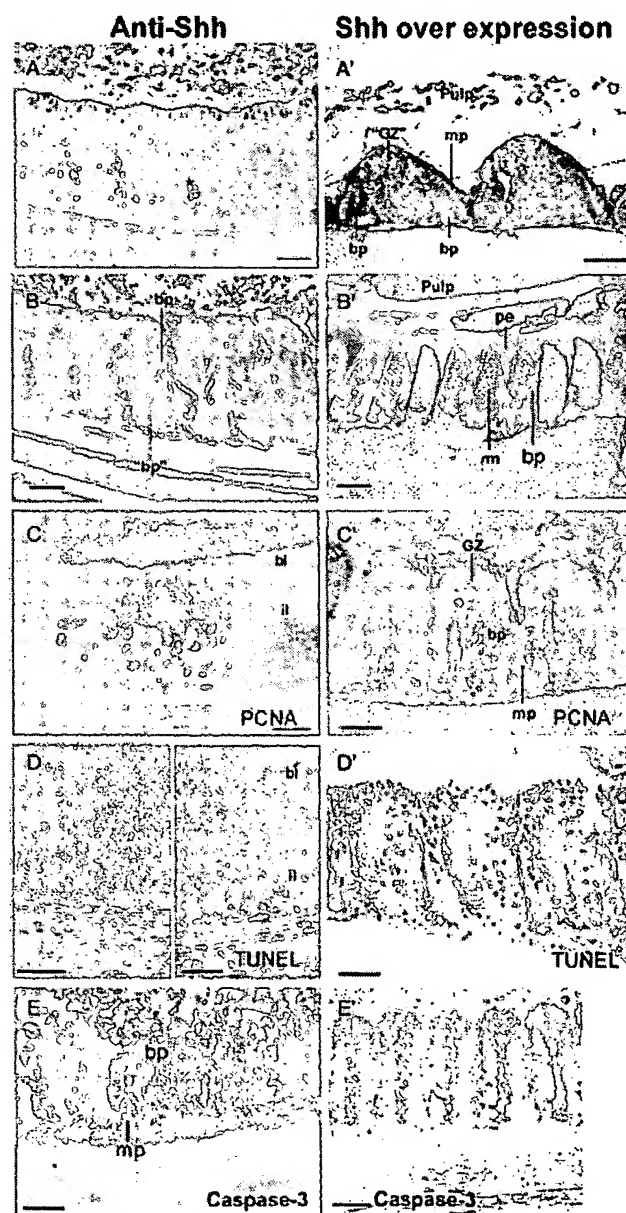 Anti-Shh
Shh over expression
A
A'
Pulp
"GZ"
mp
bp
bp
B
B'
bp
Pulp
pe
bp"
rm
bp
C
C'
GZ
bl
il
bp
mp
PCNA
PCNA
D
D'
bl
il
TUNEL
TUNEL
E
E'
bp
mp
Caspase-3
Caspase-3